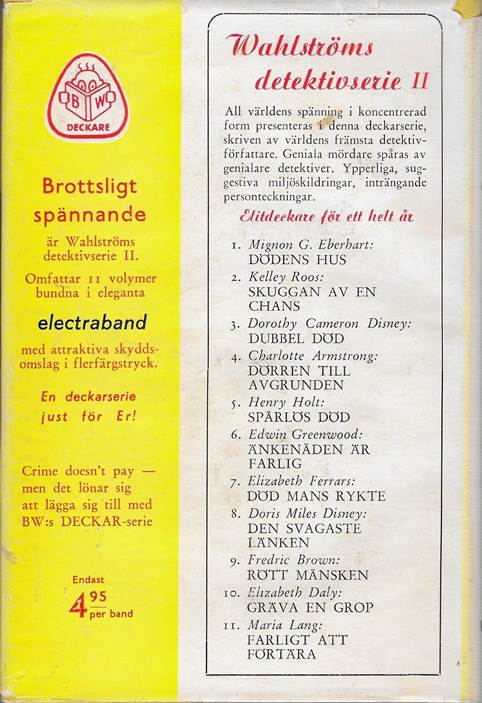 B W
DECKARE
Brottsligt
spännande
är Wahlströms
detektivserie II.
Omfattar 11 volymer
bundna i eleganta
electraband
med attraktiva skydds-
omslag i flerfärgstryck.
En deckarserie
just för Er!
Crime doesn't pay —
men det lönar sig
att lägga sig till med
BW:s DECKAR-serie
Endast
4 95 per band
Wahlströms
detektivserie II
All världens spänning i koncentrerad
form presenteras i denna deckarserie,
skriven av världens främsta detektiv-
författare. Geniala mördare spåras av
genialare detektiver. Ypperliga, sug-
gestiva miljöskildringar, inträngande
personteckningar.
Elitdeckare för ett helt år
1. Mignon G. Eberhart:
DÖDENS HUS
2. Kelley Roos:
SKUGGAN AV EN
CHANS
3. Dorothy Cameron Disney:
DUBBEL DÖD
4. Charlotte Armstrong:
DÖRREN TILL
AVGRUNDEN
5. Henry Holt:
SPÅRLÖS DÖD
6. Edwin Greenwood:
ÄNKENÅDEN ÄR
FARLIG
7. Elizabeth Ferrars:
DÖD MANS RYKTE
8. Doris Miles Disney:
DEN SVAGASTE
LÄNKEN
9. Fredric Brown:
RÖTT MÅNSKEN
10. Elizabeth Daly:
GRÄVA EN GROP
11. Maria Lang:
FARLIGT ATT
FÖRTÄRA